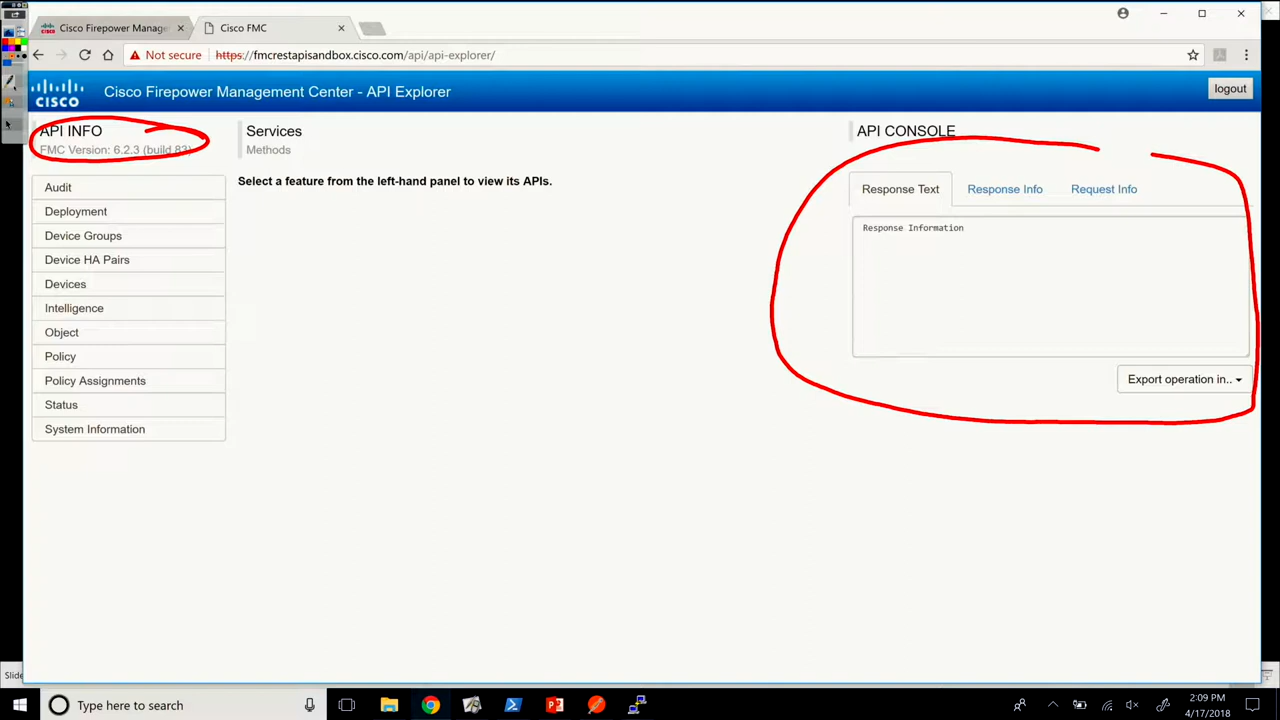 Cisco Firepower Manage
Cisco FMC
Not secure
https://fmcrestapisandbox.cisco.com/api/api-explorer/
CISCO
Cisco Firepower Management Center - API Explorer
logout
API INFO
FMC Version: 6.2.3 (build 83)
Services
Methods
API CONSOLE
Select a feature from the left-hand panel to view its APIs.
Audit
Deployment
Device Groups
Device HA Pairs
Devices
Intelligence
Object
Policy
Policy Assignments
Status
System Information
Response Text
Response Info
Request Info
Response Information
Export operation in..
Slide
Type here to search
2:09 PM
4/17/2018